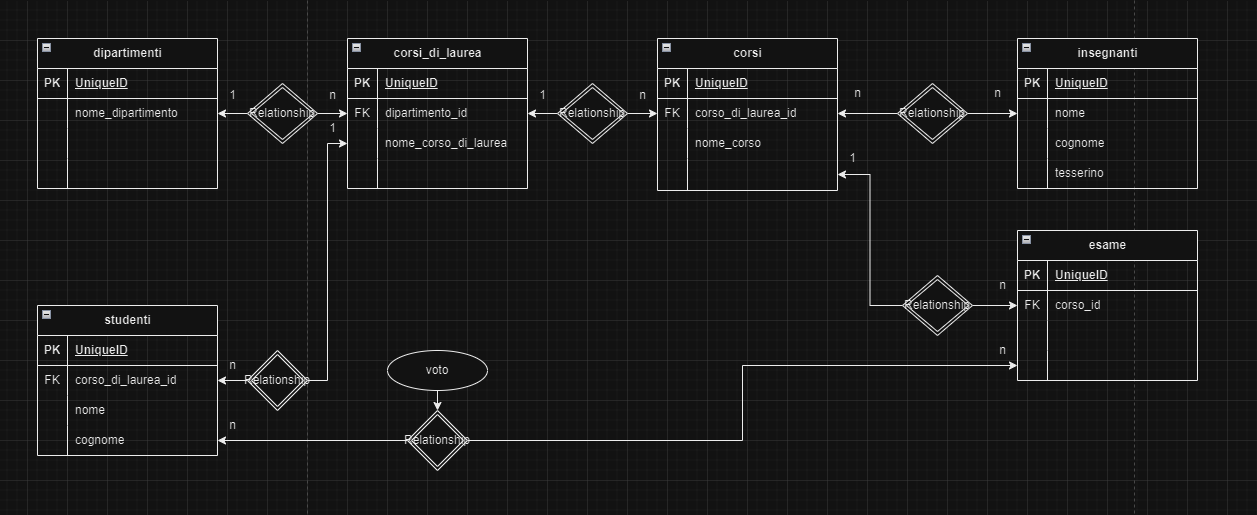 dipartimenti
PK UniqueID
nome_dipartimento
1
Relationship
n
corsi_di_laurea
PK UniqueID
FK dipartimento_id
nome_corso_di_laurea
1
1
Relationship
n
corsi
PK UniqueID
FK corso_di_laurea_id
nome_corso
n
Relationship
n
insegnanti
PK UniqueID
nome
cognome
tesserino
1
Relationship
n
esame
PK UniqueID
FK corso_id
n
studenti
PK UniqueID
FK corso_di_laurea_id
nome
cognome
n
Relationship
n
voto
Relationship